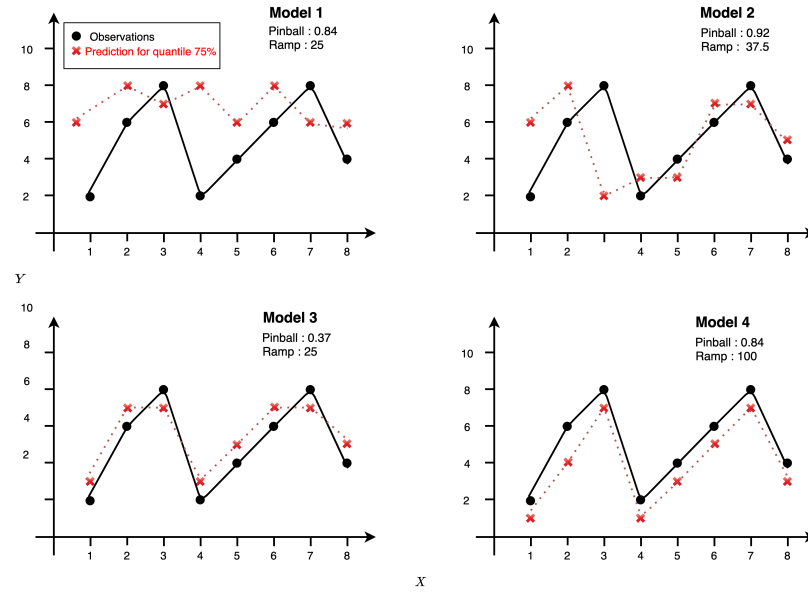 Model 1
Pinball : 0.84
Ramp : 25
Observations
Prediction for quantile 75%
10
8
6
4
2
1 2 3 4 5 6 7 8
Model 2
Pinball : 0.92
Ramp : 37.5
10
8
6
4
2
1 2 3 4 5 6 7 8
Y
Model 3
Pinball : 0.37
Ramp : 25
10
8
6
4
2
1 2 3 4 5 6 7 8
Model 4
Pinball : 0.84
Ramp : 100
10
8
6
4
2
1 2 3 4 5 6 7 8
X